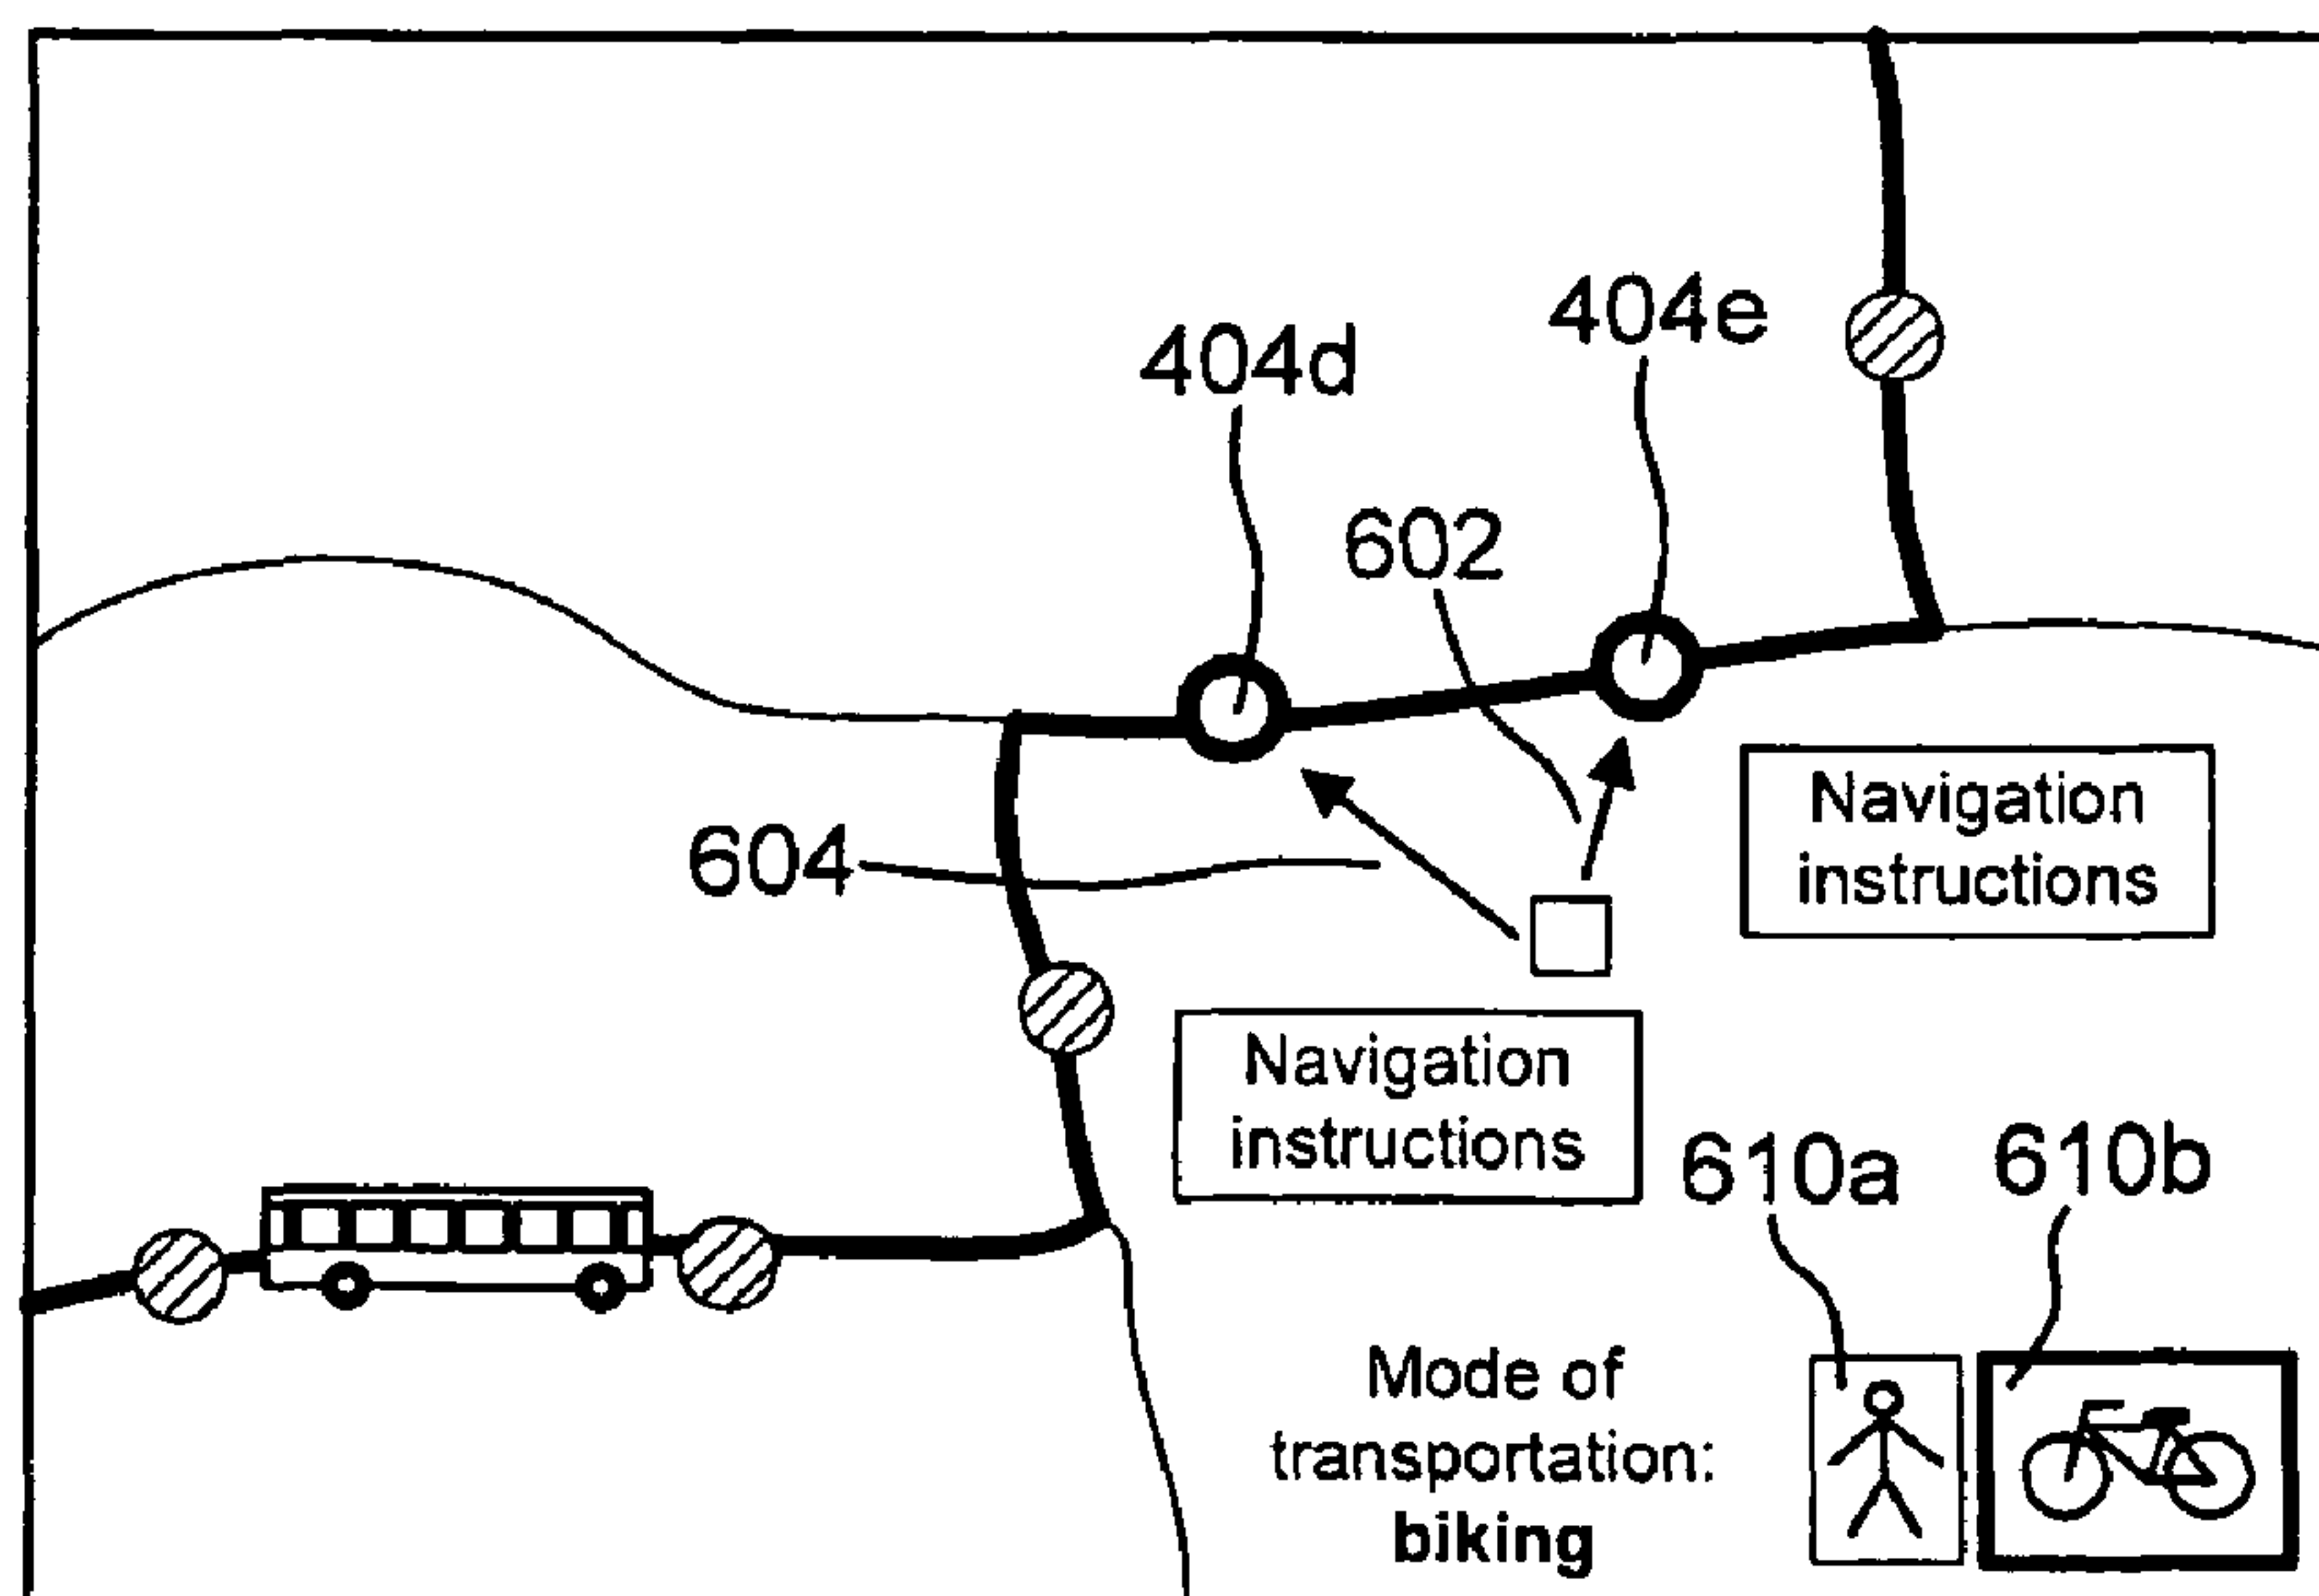 404d
404e
602
604
Navigation
instructions
Navigation
instructions
610a
610b
Mode of
transportation:
biking